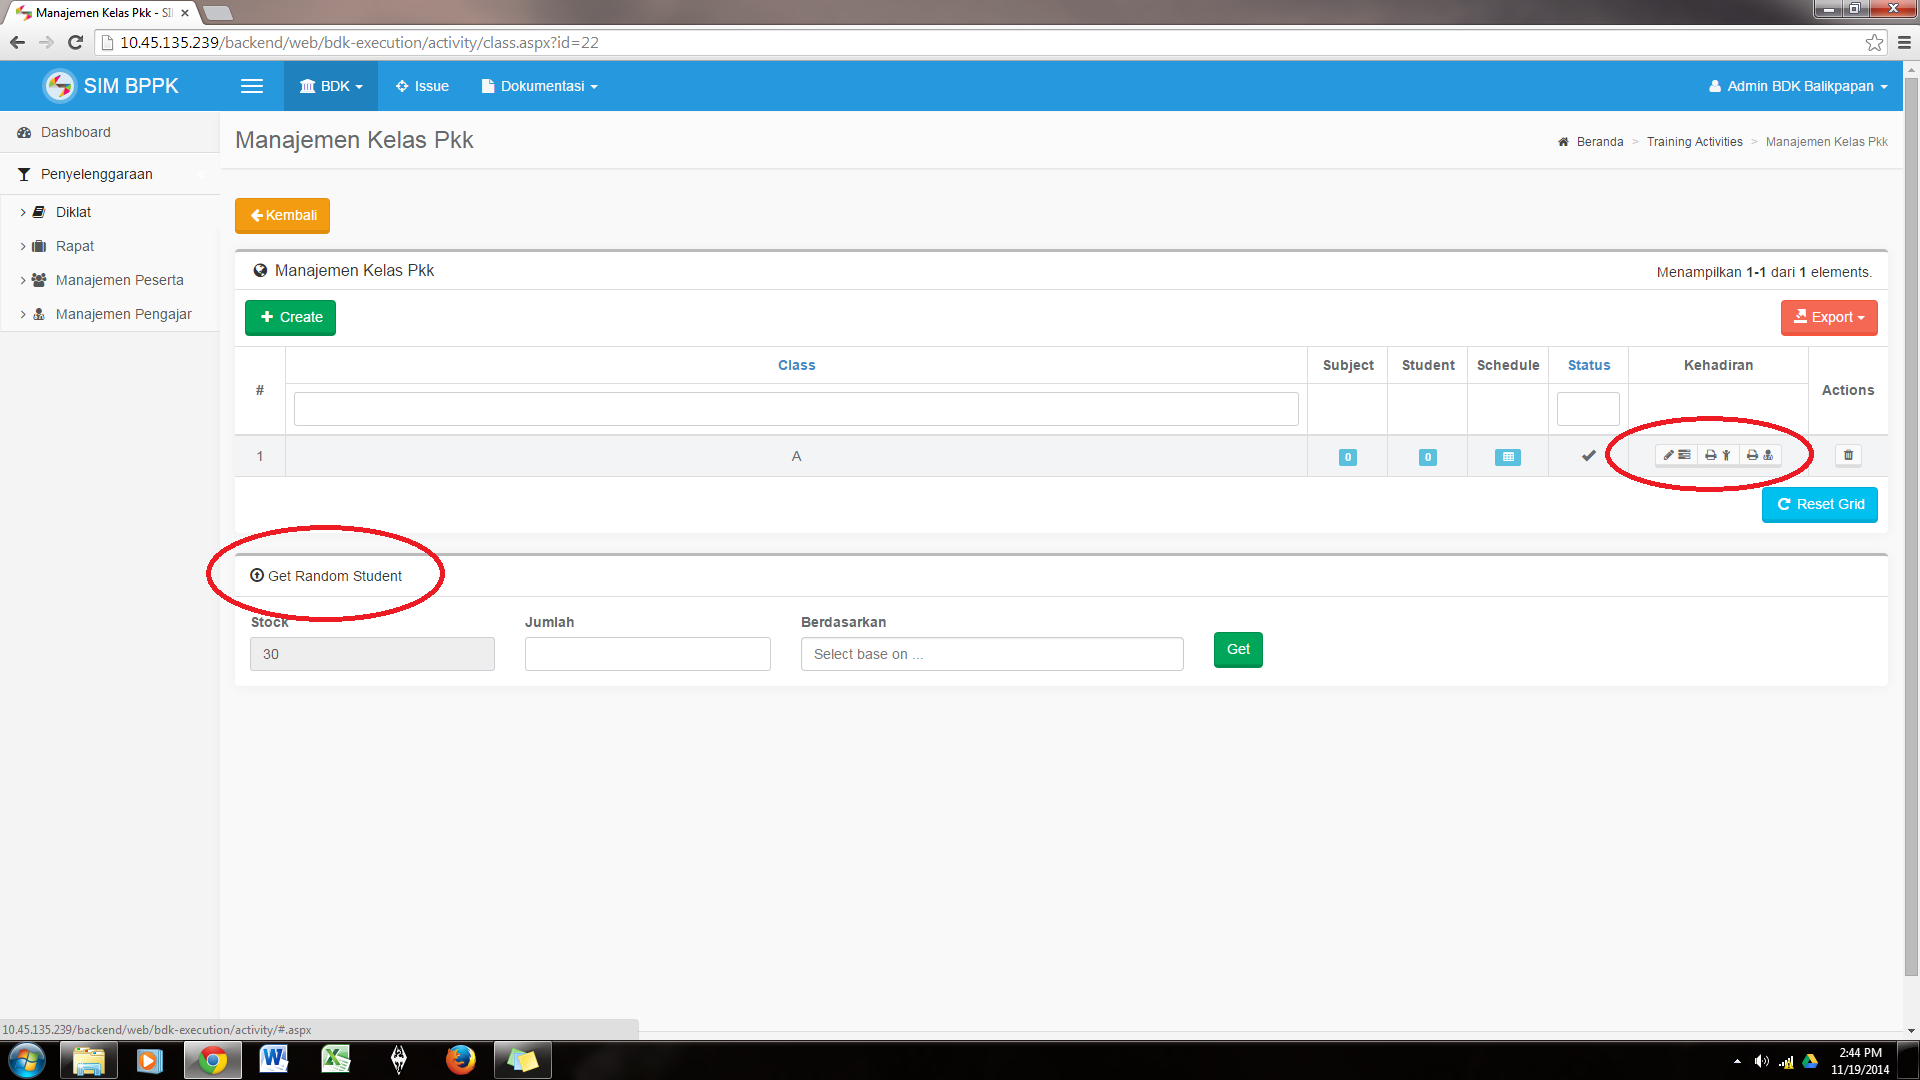 Manajemen Kelas Pkk - SI
10.45.135.239/backend/web/bdk-execution/activity/class.aspx?id=22
SIM BPPK
BDK
Issue
Dokumentasi
Admin BDK Balikpapan
Dashboard
Penyelenggaraan
Diklat
Rapat
Manajemen Peserta
Manajemen Pengajar
Manajemen Kelas Pkk
Beranda > Training Activities > Manajemen Kelas Pkk
Kembali
Manajemen Kelas Pkk
Menampilkan 1-1 dari 1 elements.
Create
Export
# Class Subject Student Schedule Status Kehadiran Actions
1 A 0 0
Reset Grid
Get Random Student
Stock Jumlah Berdasarkan
30 Select base on ... Get
10.45.135.239/backend/web/bdk-execution/activity/#.aspx
2:44 PM
11/19/2014